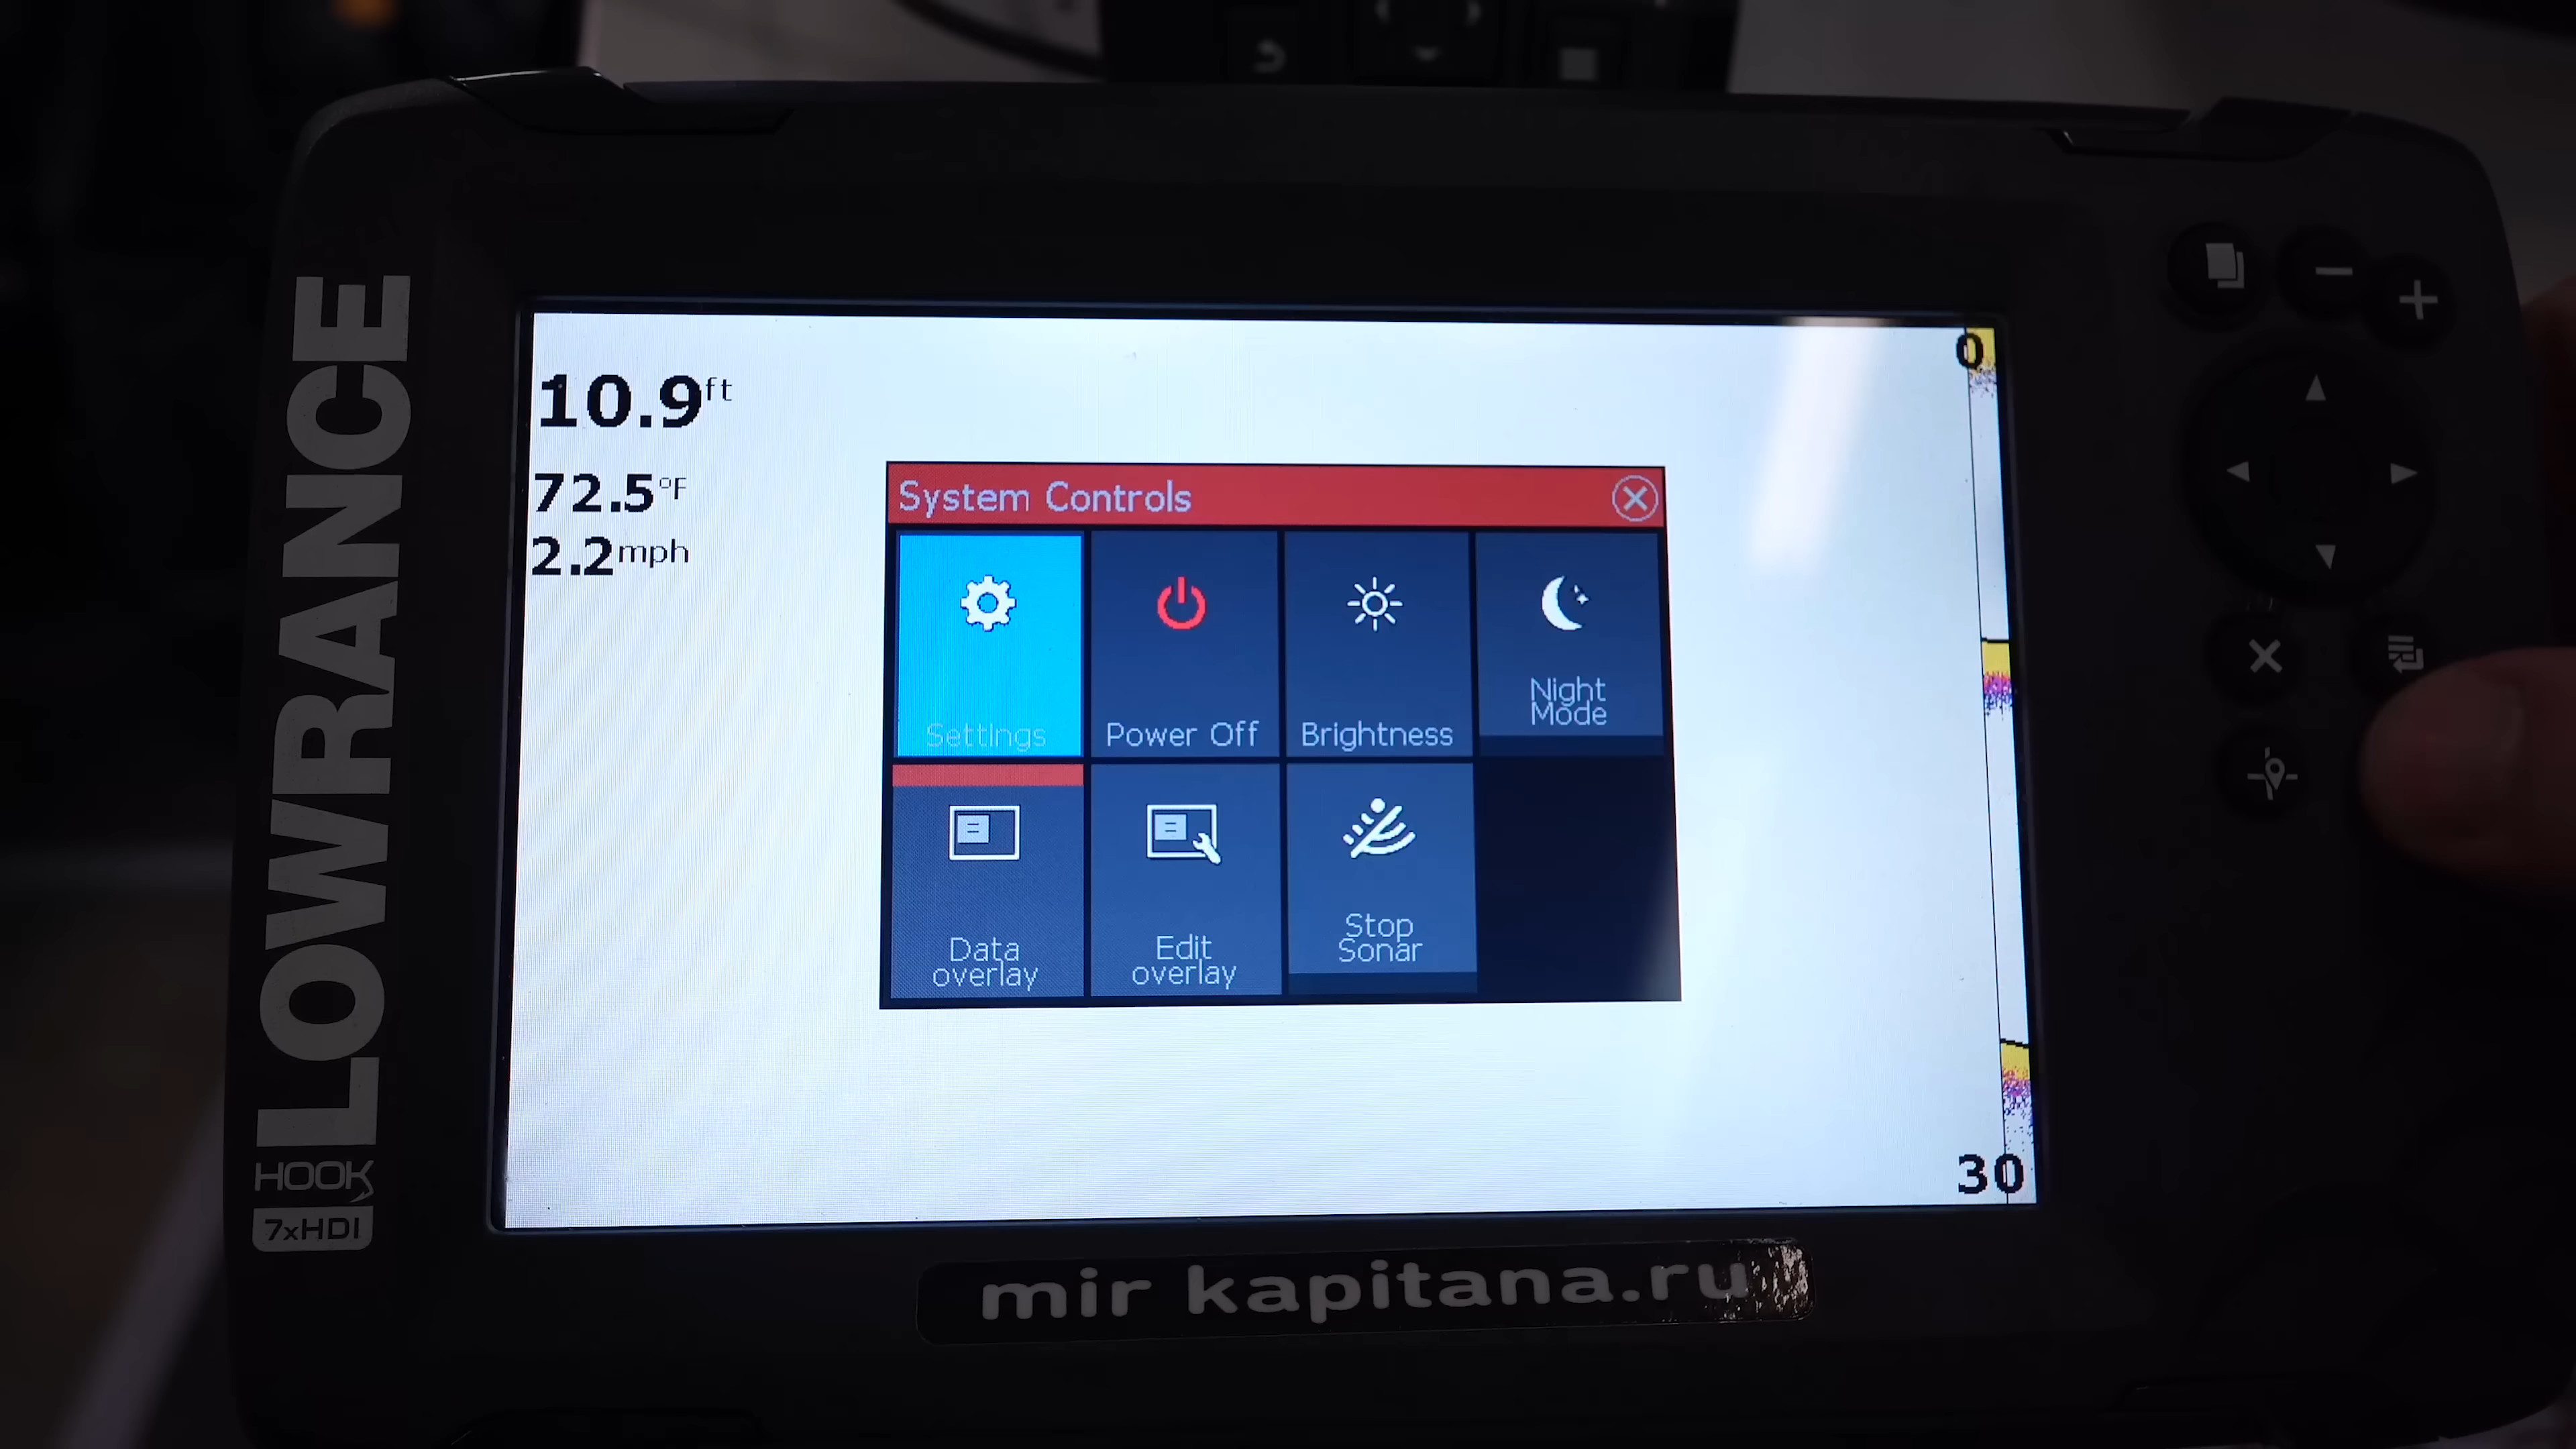 LOWRANCE
HOOK
7xHDI
10.9ft
72.5°F
2.2mph
0
System Controls
Settings
Power Off
Brightness
Night
Mode
Data
overlay
Edit
overlay
Stop
Sonar
30
mir kapitana.ru